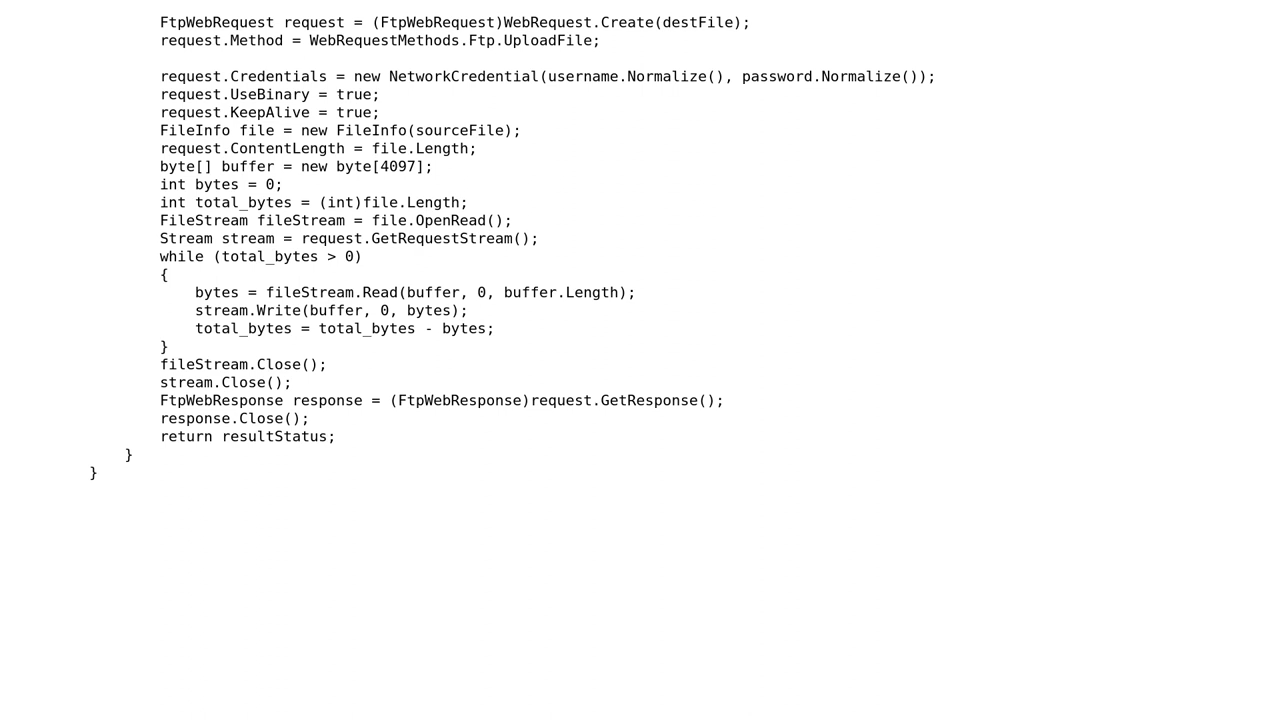 FtpWebRequest request = (FtpWebRequest)WebRequest.Create(destFile);
request.Method = WebRequestMethods.Ftp.UploadFile;

request.Credentials = new NetworkCredential(username.Normalize(), password.Normalize());
request.UseBinary = true;
request.KeepAlive = true;
FileInfo file = new FileInfo(sourceFile);
request.ContentLength = file.Length;
byte[] buffer = new byte[4097];
int bytes = 0;
int total_bytes = (int)file.Length;
FileStream fileStream = file.OpenRead();
Stream stream = request.GetRequestStream();
while (total_bytes > 0)
{
    bytes = fileStream.Read(buffer, 0, buffer.Length);
    stream.Write(buffer, 0, bytes);
    total_bytes = total_bytes - bytes;
}
fileStream.Close();
stream.Close();
FtpWebResponse response = (FtpWebResponse)request.GetResponse();
response.Close();
return resultStatus;
}
}